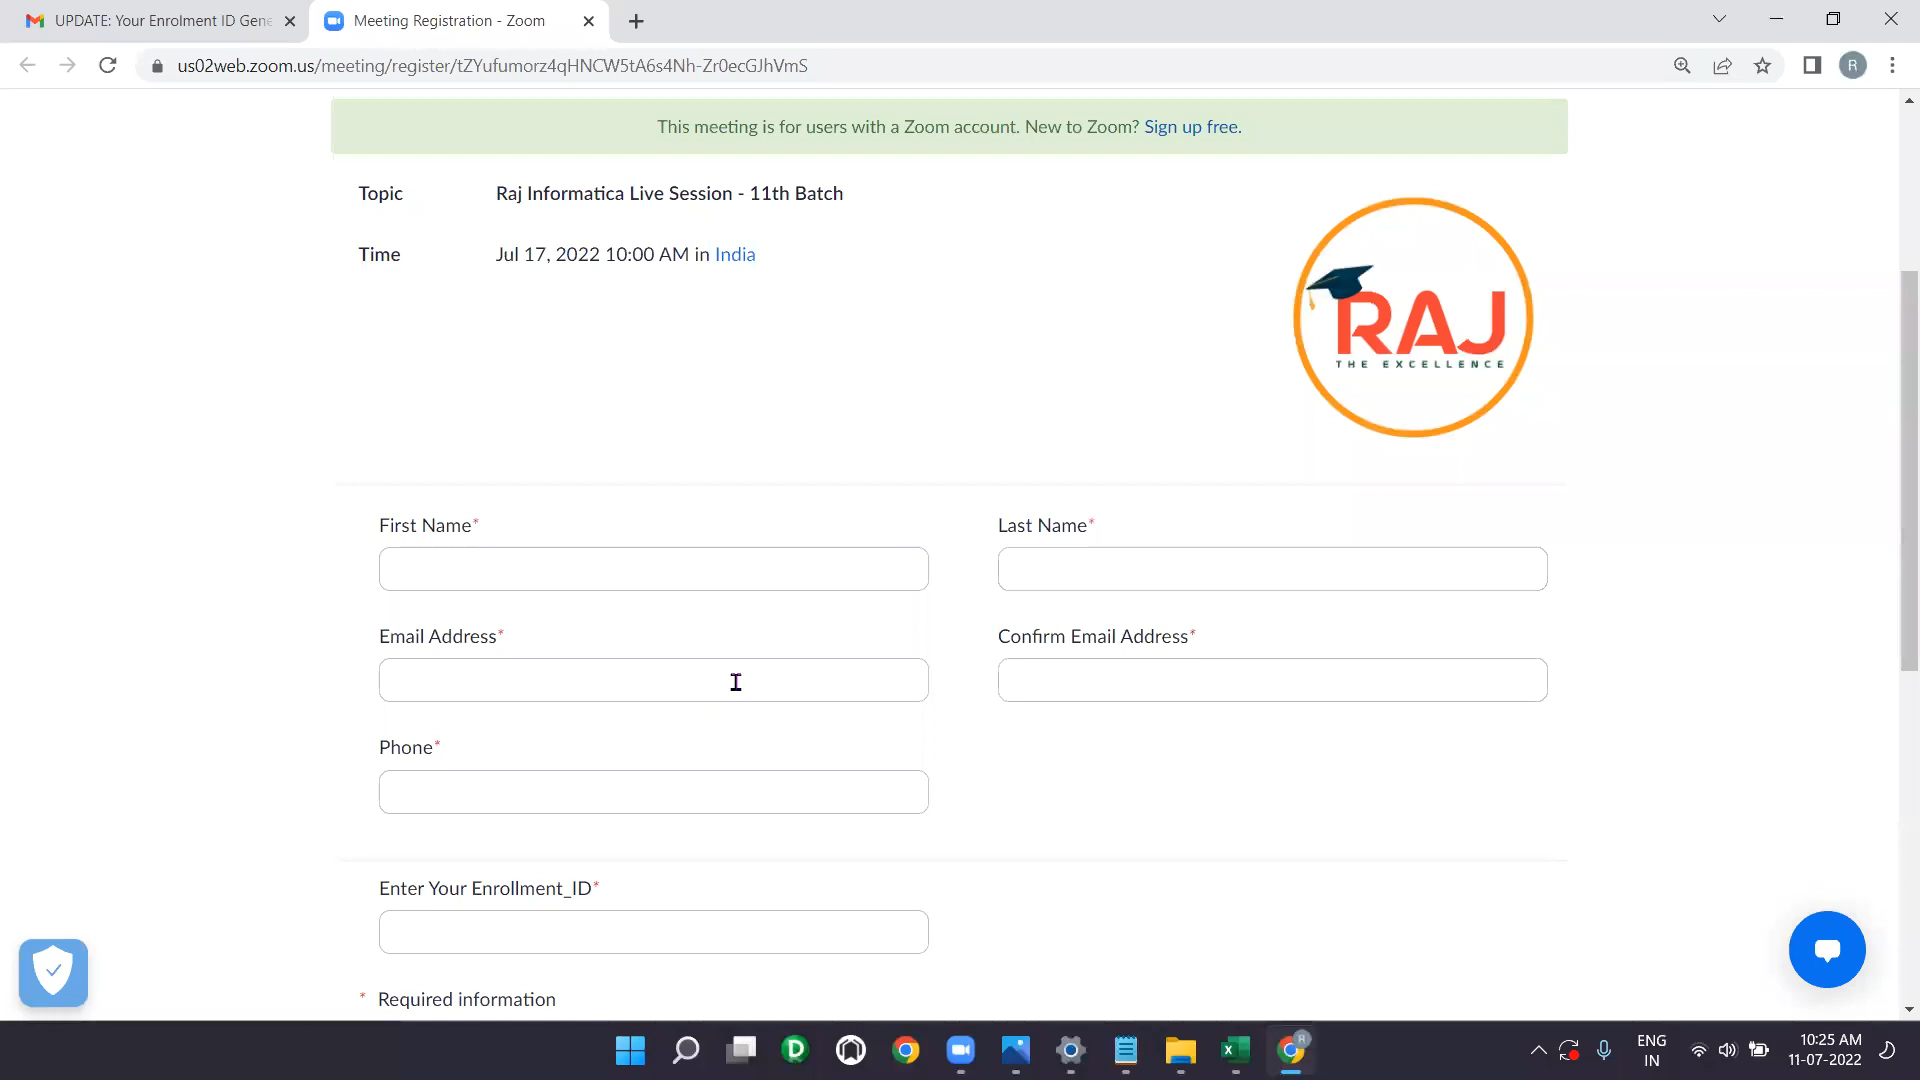 UPDATE: Your Enrolment ID Gene
Meeting Registration - Zoom
us02web.zoom.us/meeting/register/tZYufumorz4qHNCW5tA6s4Nh-Zr0ecGJhVmS
R
This meeting is for users with a Zoom account. New to Zoom? Sign up free.
Topic Raj Informatica Live Session - 11th Batch
Time Jul 17, 2022 10:00 AM in India
RAJ
THE EXCELLENCE
First Name* Last Name*
Email Address* Confirm Email Address*
Phone*
Enter Your Enrollment_ID*
* Required information
ENG
IN
10:25 AM
11-07-2022